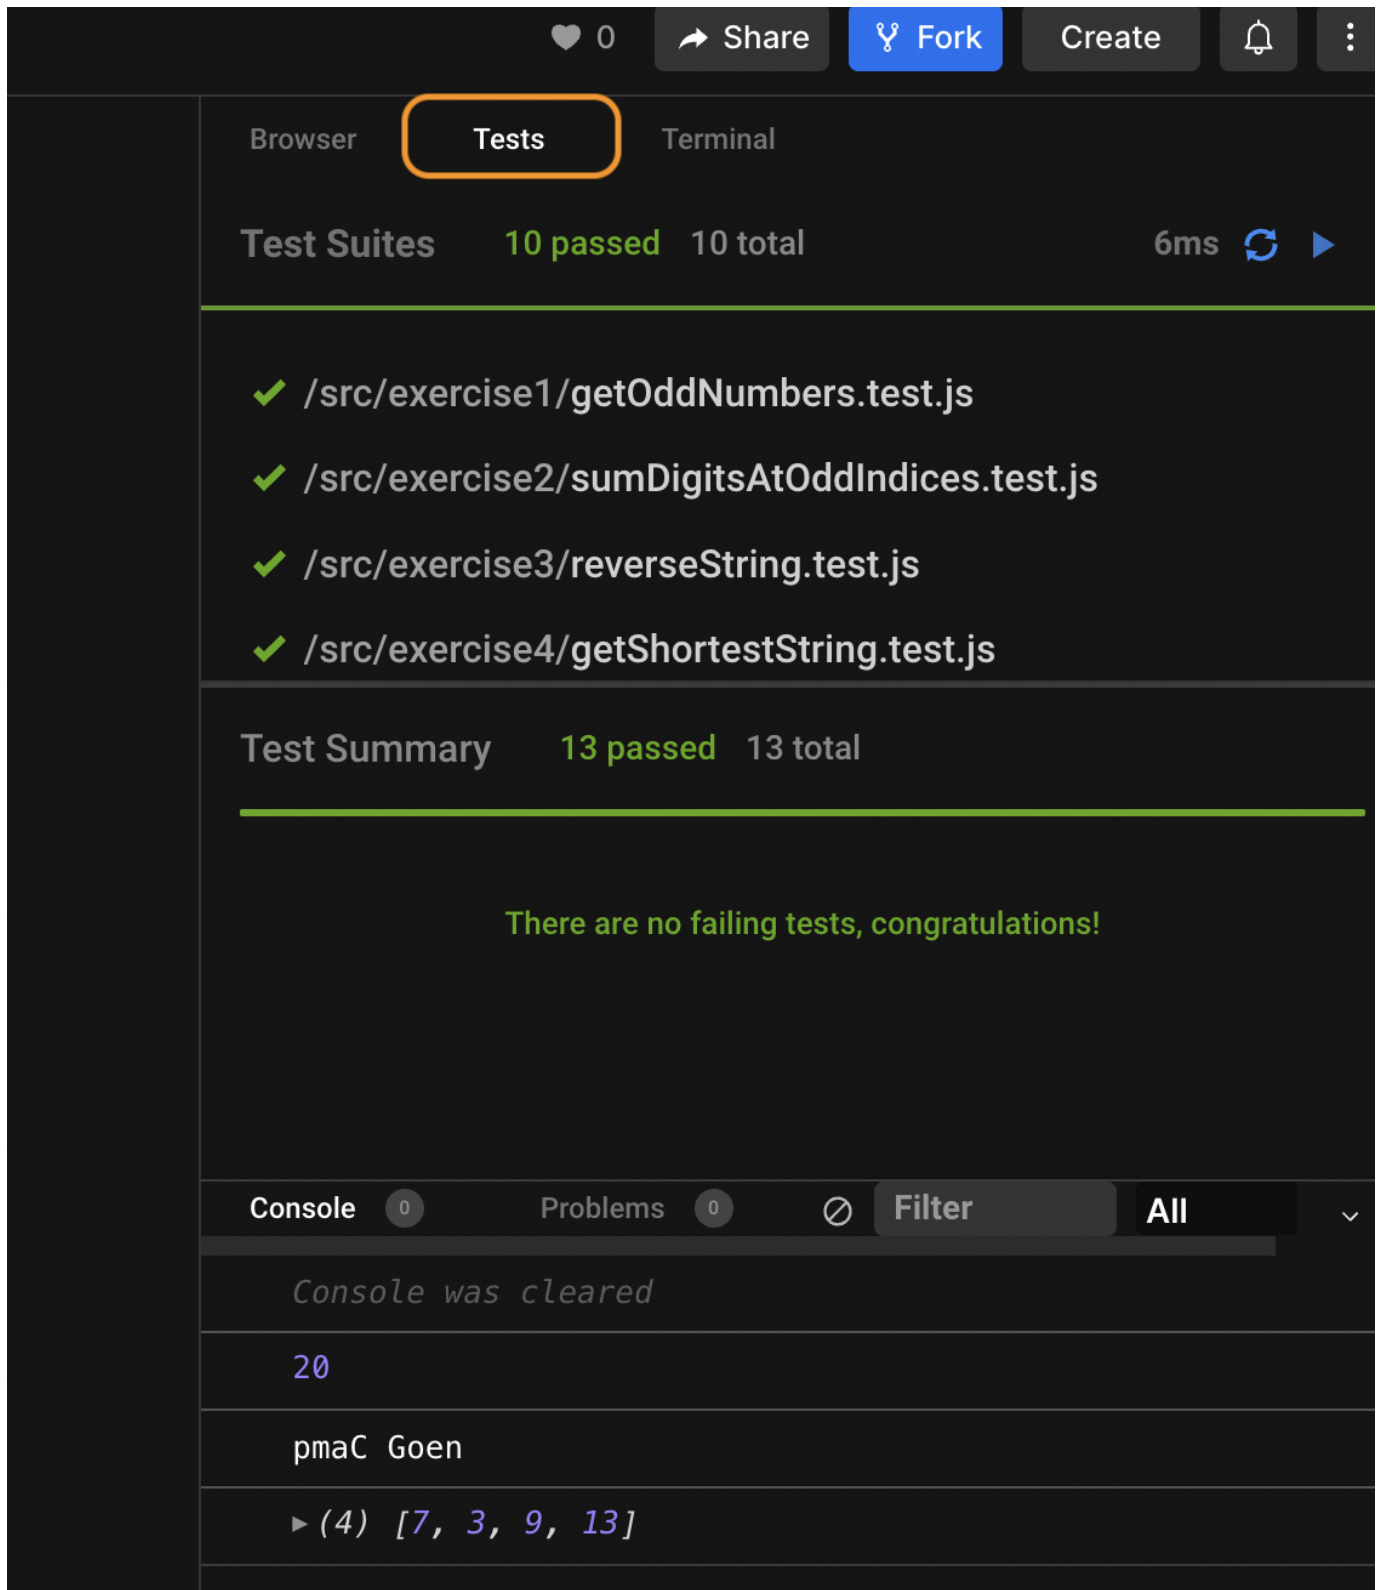 0 Share Fork Create
Browser Tests Terminal
Test Suites 10 passed 10 total 6ms
/src/exercise1/getOddNumbers.test.js
/src/exercise2/sumDigitsAtOddIndices.test.js
/src/exercise3/reverseString.test.js
/src/exercise4/getShortestString.test.js
Test Summary 13 passed 13 total
There are no failing tests, congratulations!
Console 0 Problems 0 Filter All
Console was cleared
20
pmaC Goen
(4) [7, 3, 9, 13]